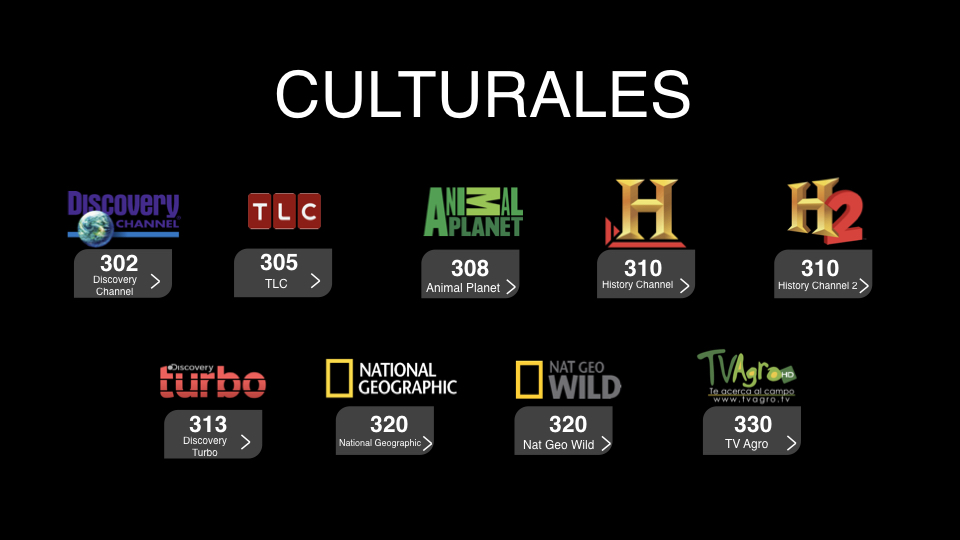 CULTURALES
Discovery
CHANNEL
302
Discovery
Channel
TLC
305
TLC
ANIMAL
PLANET
308
Animal Planet
H
310
History Channel
H2
310
History Channel 2
Discovery
turbo
313
Discovery
Turbo
NATIONAL
GEOGRAPHIC
320
National Geographic
NAT GEO
WILD
320
Nat Geo Wild
TVAgro HD
Te acerca al campo
www.tvagro.tv
330
TV Agro